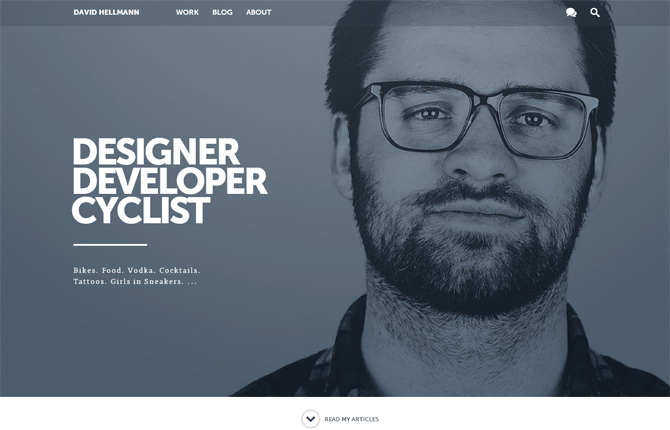 DAVID HELLMANN WORK BLOG ABOUT
DESIGNER
DEVELOPER
CYCLIST
Bikes. Food. Vodka. Cocktails.
Tattoos. Girls in Sneakers. ...
READ MY ARTICLES